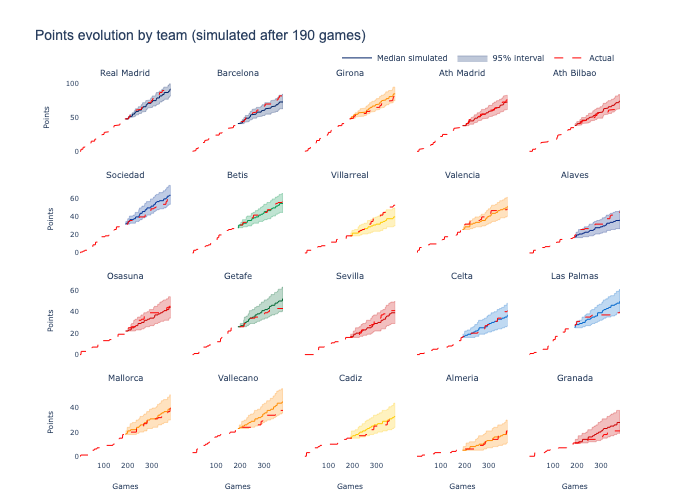 Points evolution by team (simulated after 190 games)
Median simulated 95% interval Actual
Real Madrid Barcelona Girona Ath Madrid Ath Bilbao
100
50
0
Points
Sociedad Betis Villarreal Valencia Alaves
60
40
20
0
Points
Osasuna Getafe Sevilla Celta Las Palmas
60
40
20
0
Points
Mallorca Vallecano Cadiz Almeria Granada
40
20
0
Points
100 200 300 100 200 300 100 200 300 100 200 300 100 200 300
Games Games Games Games Games